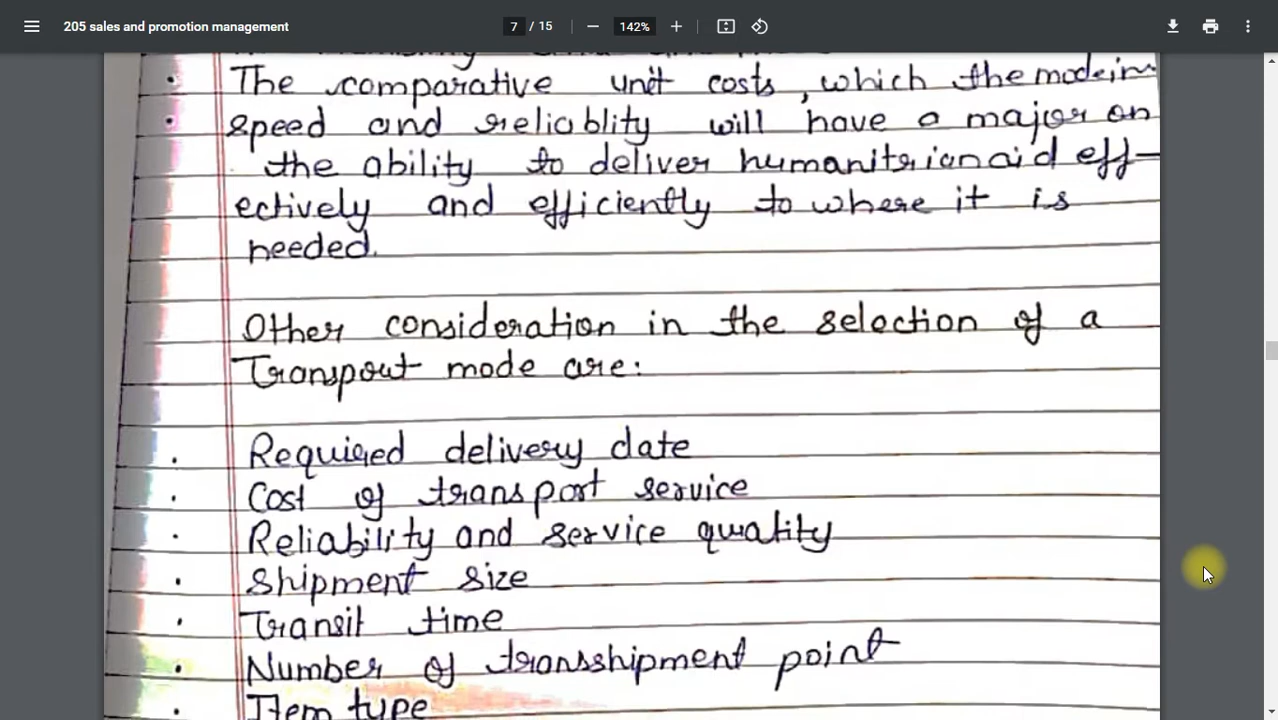 205 sales and promotion management
7 / 15
142%
The comparative unit costs, which the mode in
speed and reliablity will have a major on
the ability to deliver humaniterian aid eff-
ectively and efficiently to where it is
needed.
Other consideration in the selection of a
Transport mode are:
Required delivery date
Cost of transport service
Reliability and service quality
Shipment size
Transit time
Number of transshipment point
Item type